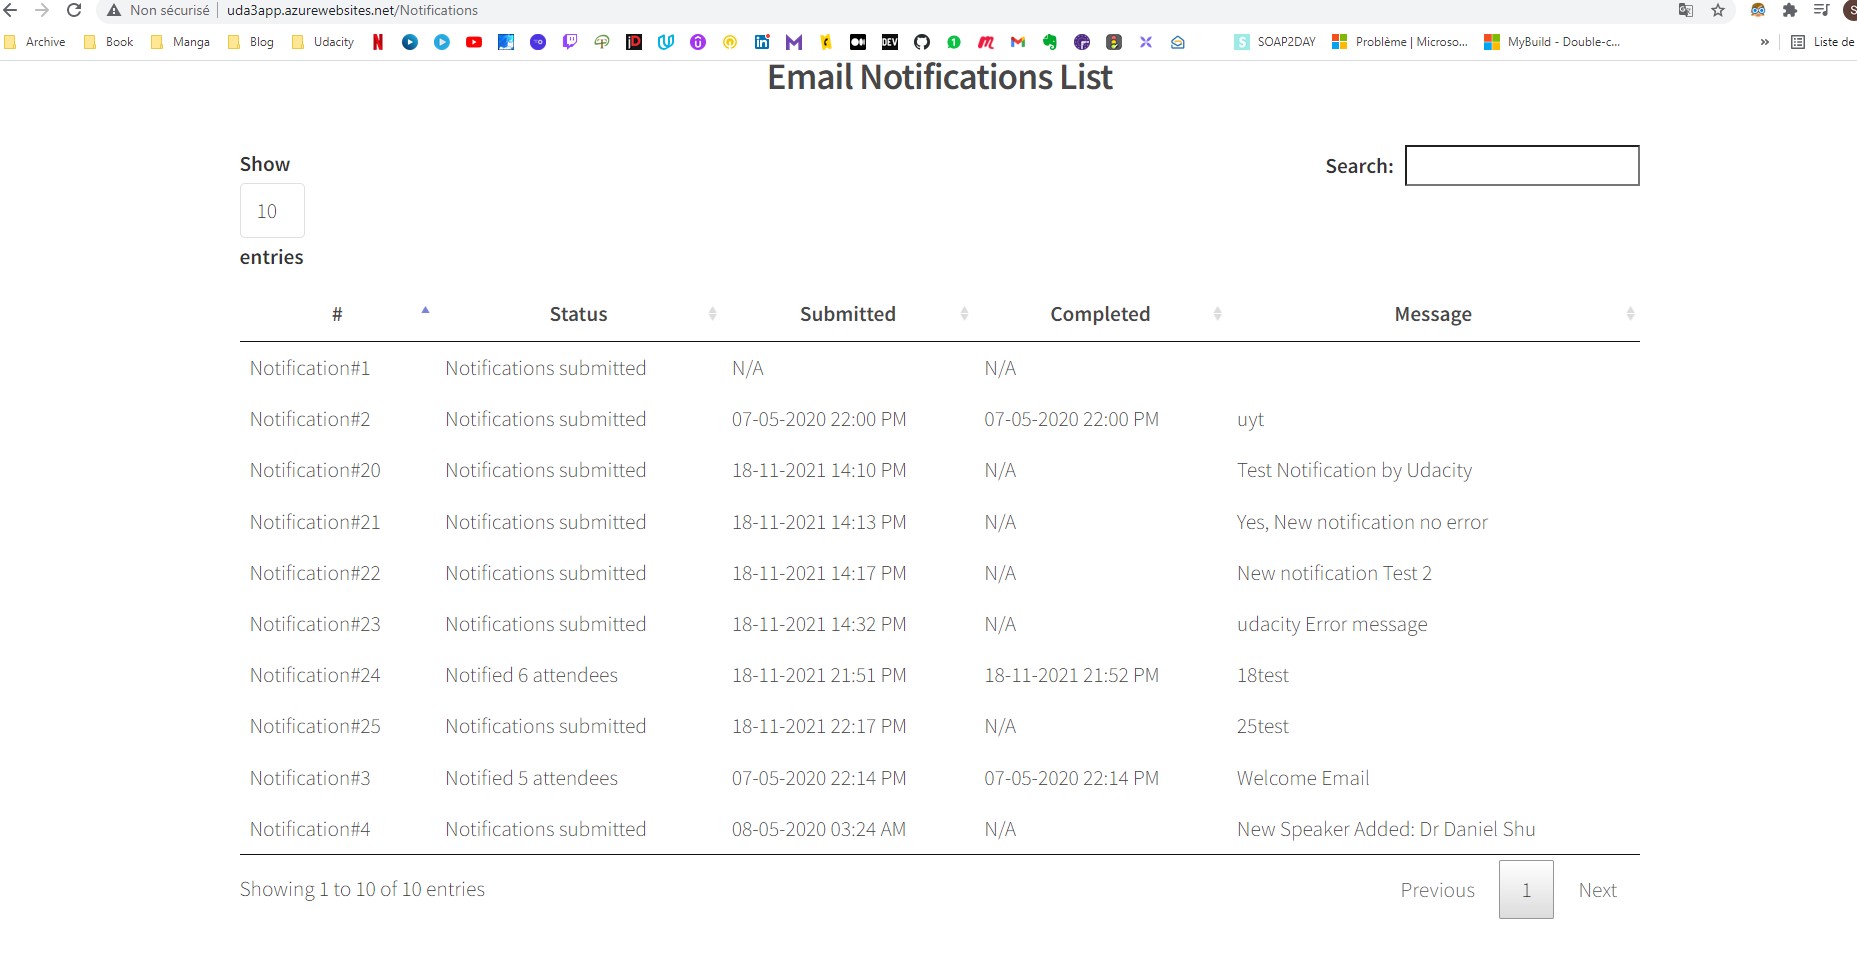 Non sécurisé | uda3app.azurewebsites.net/Notifications
Archive Book Manga Blog Udacity SOAP2DAY Problème | Microso... MyBuild - Double-c... » Liste de
Email Notifications List
Show
10
entries
Search:
# Status Submitted Completed Message
Notification#1 Notifications submitted N/A N/A
Notification#2 Notifications submitted 07-05-2020 22:00 PM 07-05-2020 22:00 PM uyt
Notification#20 Notifications submitted 18-11-2021 14:10 PM N/A Test Notification by Udacity
Notification#21 Notifications submitted 18-11-2021 14:13 PM N/A Yes, New notification no error
Notification#22 Notifications submitted 18-11-2021 14:17 PM N/A New notification Test 2
Notification#23 Notifications submitted 18-11-2021 14:32 PM N/A udacity Error message
Notification#24 Notified 6 attendees 18-11-2021 21:51 PM 18-11-2021 21:52 PM 18test
Notification#25 Notifications submitted 18-11-2021 22:17 PM N/A 25test
Notification#3 Notified 5 attendees 07-05-2020 22:14 PM 07-05-2020 22:14 PM Welcome Email
Notification#4 Notifications submitted 08-05-2020 03:24 AM N/A New Speaker Added: Dr Daniel Shu
Showing 1 to 10 of 10 entries
Previous 1 Next